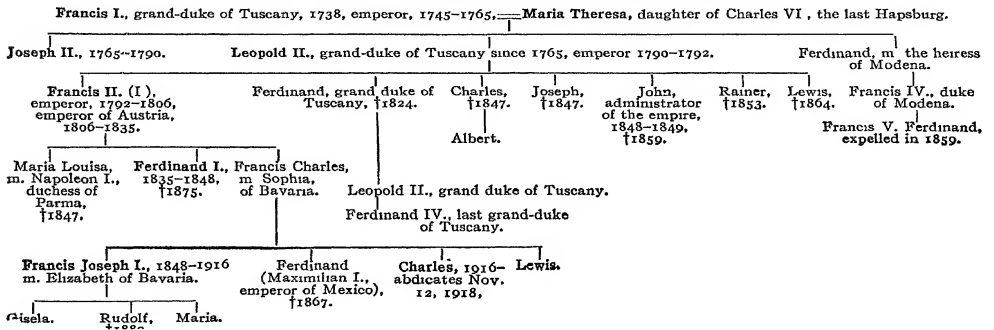 Francis I., grand-duke of Tuscany, 1738, emperor, 1745-1765, Maria Theresa, daughter of Charles VI, the last Hapsburg.
Joseph II., 1765-1790.
Leopold II., grand-duke of Tuscany since 1765, emperor 1790-1792.
Ferdinand, m the heiress
of Modena.
Francis II. (I),
emperor, 1792-1806,
emperor of Austria,
1806-1835.
Ferdinand, grand duke of
Tuscany, †1824.
Charles,
†1847.
Joseph,
†1847.
John,
administrator
of the empire,
1848-1849,
†1859.
Rainer,
†1853.
Lewis,
†1864.
Francis IV., duke
of Modena.
Albert.
Francis V. Ferdinand,
expelled in 1859.
Maria Louisa,
m. Napoleon I.,
duchess of
Parma,
†1847.
Ferdinand I.,
1835-1848,
†1875.
Francis Charles,
m Sophia,
of Bavaria.
Leopold II., grand duke of Tuscany.
Ferdinand IV., last grand-duke
of Tuscany.
Francis Joseph I., 1848-1916
m. Elizabeth of Bavaria.
Ferdinand
(Maximilian I.,
emperor of Mexico),
†1867.
Charles, 1916-
abdicates Nov.
12, 1918,
Lewis.
Gisela.
Rudolf,
Maria.